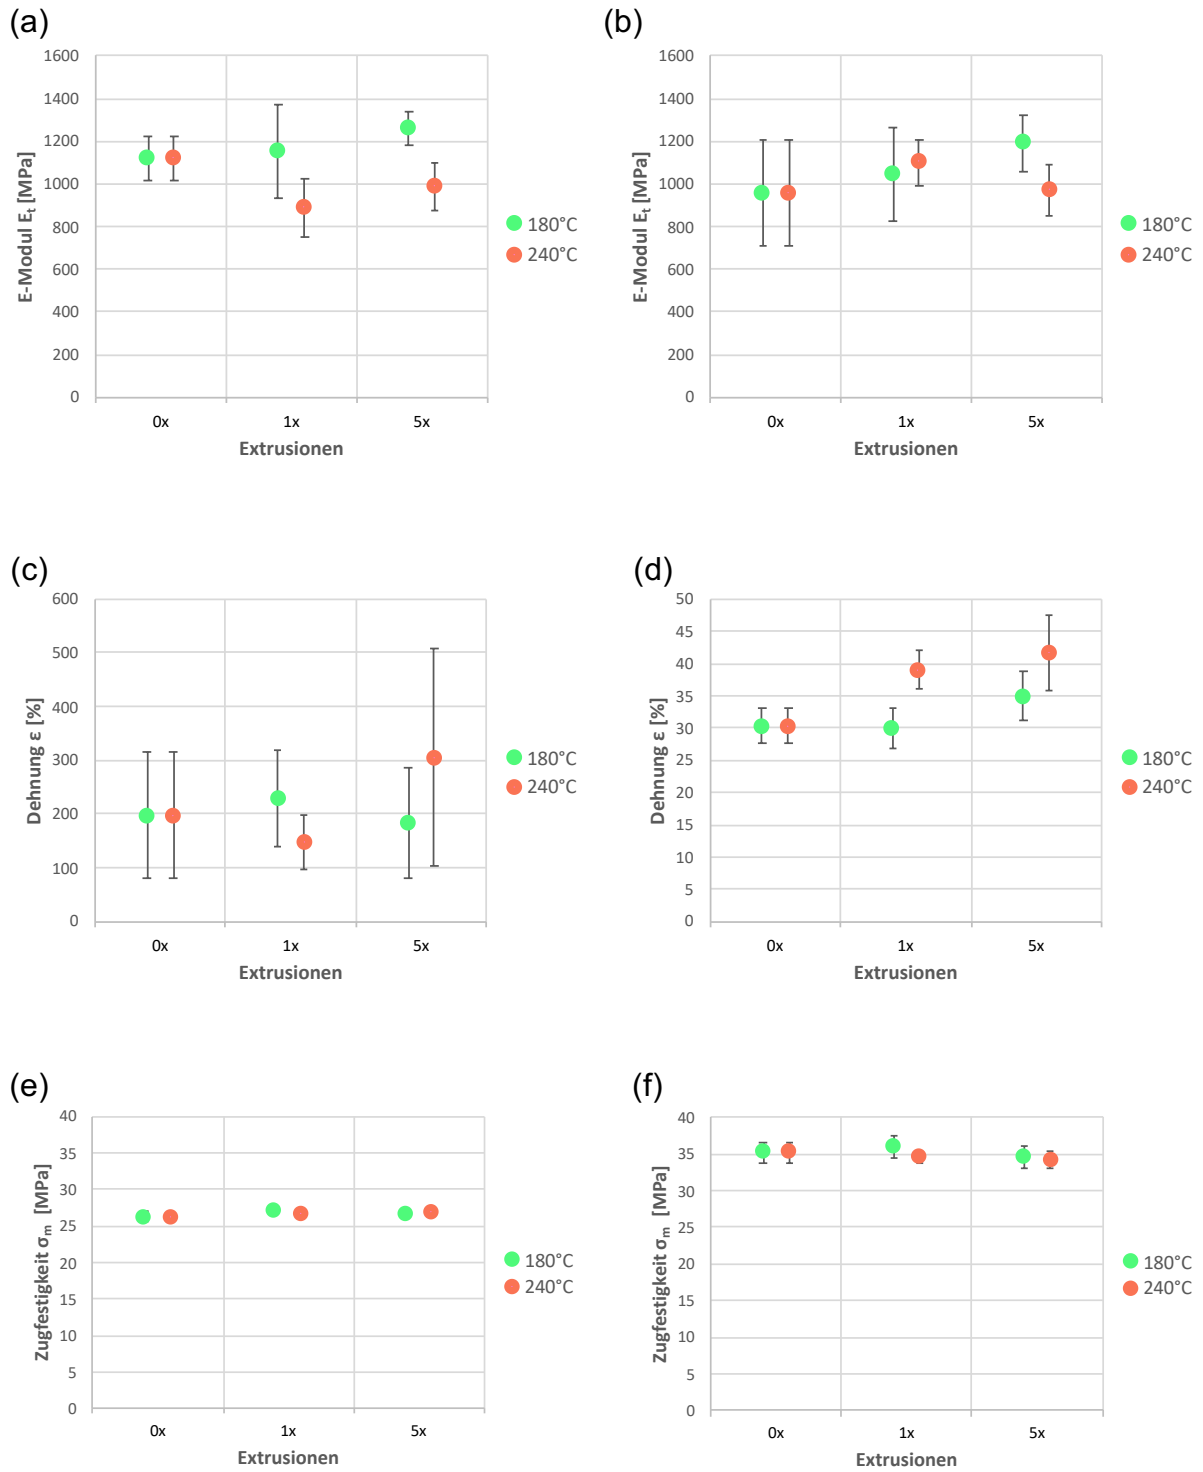 (a)
1600
1400
1200
1000
800
600
400
200
0
E-Modul Et [MPa]
0x 1x 5x
Extrusionen
180°C
240°C
(b)
1600
1400
1200
1000
800
600
400
200
0
E-Modul Et [MPa]
0x 1x 5x
Extrusionen
180°C
240°C
(c)
600
500
400
300
200
100
0
Dehnung ε [%]
0x 1x 5x
Extrusionen
180°C
240°C
(d)
50
45
40
35
30
25
20
15
10
5
0
Dehnung ε [%]
0x 1x 5x
Extrusionen
180°C
240°C
(e)
40
35
30
25
20
15
10
5
0
Zugfestigkeit σm [MPa]
0x 1x 5x
Extrusionen
180°C
240°C
(f)
40
35
30
25
20
15
10
5
0
Zugfestigkeit σm [MPa]
0x 1x 5x
Extrusionen
180°C
240°C